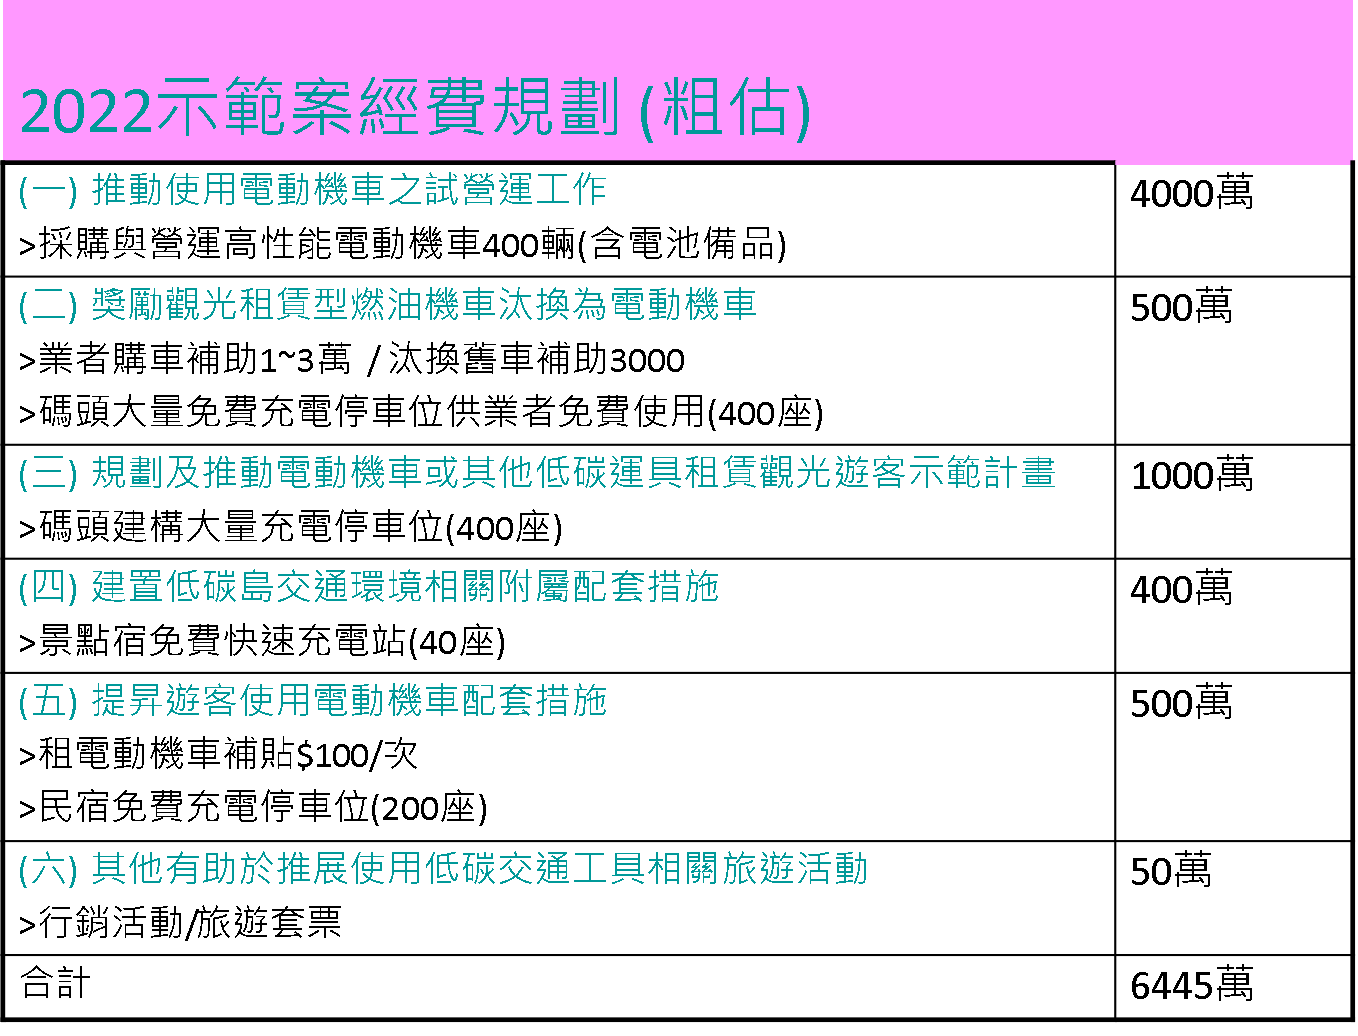 2022示範案經費規劃 (粗估)
(一) 推動使用電動機車之試營運工作
>採購與營運高性能電動機車400輛(含電池備品)
4000萬
(二) 獎勵觀光租賃型燃油機車汰換為電動機車
>業者購車補助1~3萬 / 汰換舊車補助3000
>碼頭大量免費充電停車位供業者免費使用(400座)
500萬
(三) 規劃及推動電動機車或其他低碳運具租賃觀光遊客示範計畫
>碼頭建構大量充電停車位(400座)
1000萬
(四) 建置低碳島交通環境相關附屬配套措施
>景點宿免費快速充電站(40座)
400萬
(五) 提昇遊客使用電動機車配套措施
>租電動機車補貼$100/次
>民宿免費充電停車位(200座)
500萬
(六) 其他有助於推展使用低碳交通工具相關旅遊活動
>行銷活動/旅遊套票
50萬
合計
6445萬